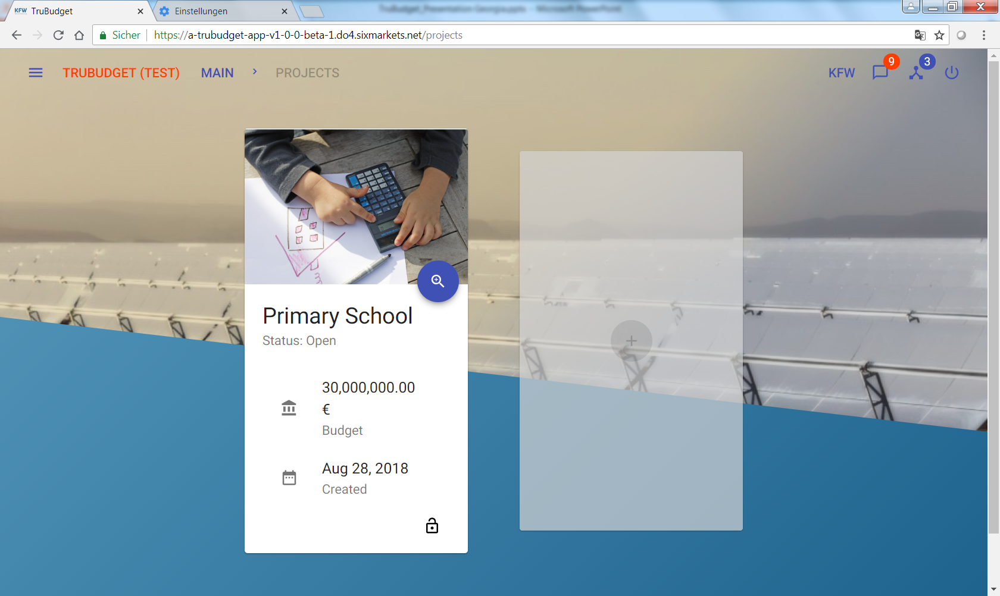 KFW TruBudget
Einstellungen
TruBudget_Presentation Georgia.pptx - Microsoft PowerPoint
Sicher
https://a-trubudget-app-v1-0-0-beta-1.do4.sixmarkets.net/projects
TRUBUDGET (TEST) MAIN > PROJECTS
KFW 9 3
Primary School
Status: Open
30,000,000.00
€
Budget
Aug 28, 2018
Created